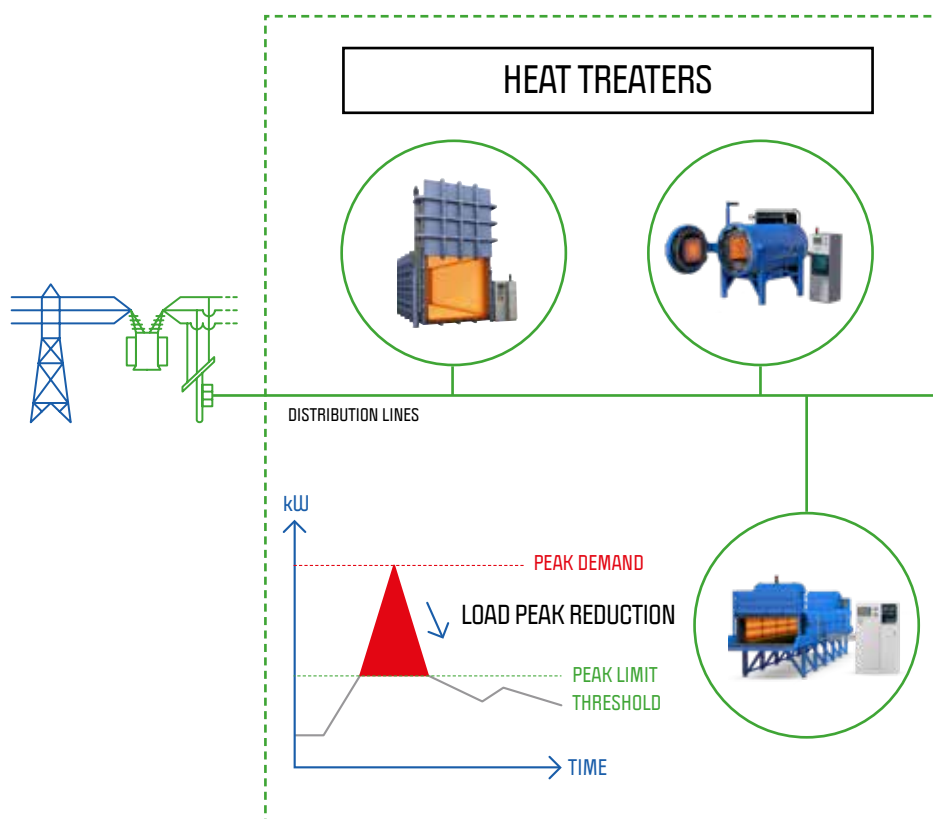 HEAT TREATERS
DISTRIBUTION LINES
kW
PEAK DEMAND
LOAD PEAK REDUCTION
PEAK LIMIT
THRESHOLD
TIME